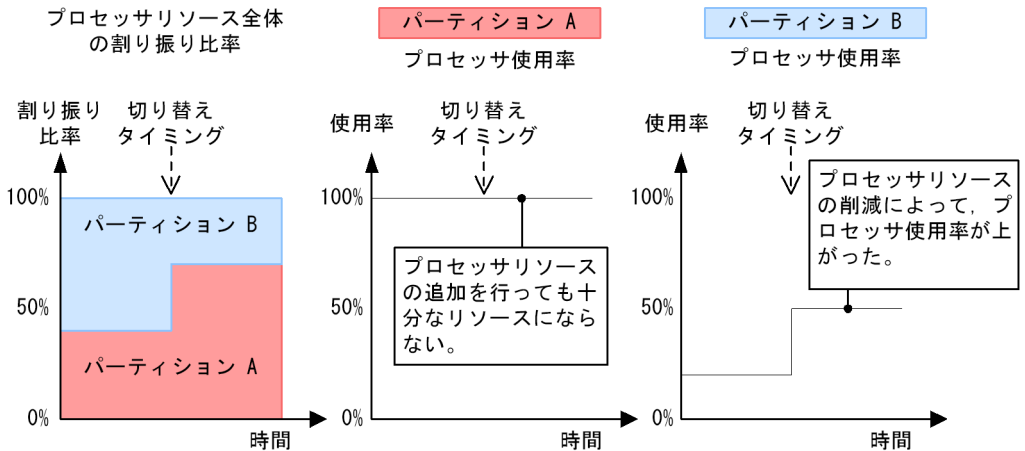 プロセッサリソース全体
の割り振り比率
割り振り
比率
切り替え
タイミング
100%
50%
0%
パーティション B
パーティション A
時間
パーティション A
プロセッサ使用率
使用率
切り替え
タイミング
100%
50%
0%
プロセッサリソース
の追加を行っても十
分なリソースになら
ない。
時間
パーティション B
プロセッサ使用率
使用率
切り替え
タイミング
100%
50%
0%
プロセッサリソース
の削減によって，プ
ロセッサ使用率が上
がった。
時間